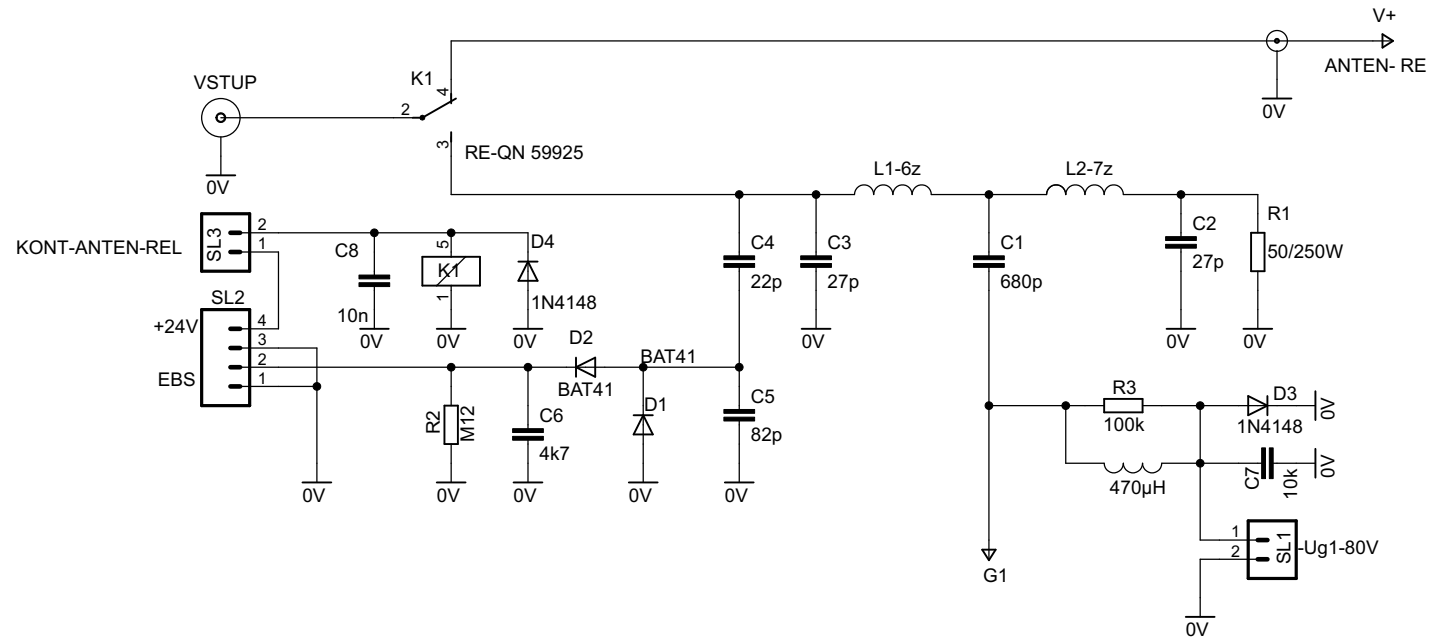 V+
ANTEN- RE
0V
VSTUP
K1
4
2
3
RE-QN 59925
0V
L1-6z
L2-7z
R1
50/250W
KONT-ANTEN-REL
SL3
2
1
C8
10n
5
K1
1
D4
1N4148
C4
22p
C3
27p
C1
680p
C2
27p
0V
0V
0V
0V
0V
0V
SL2
+24V
4
3
2
1
EBS
D2
BAT41
BAT41
R2
M12
C6
4k7
D1
C5
82p
0V
0V
0V
0V
0V
R3
100k
D3
1N4148
0V
470µH
C7
10k
0V
G1
1
2
SL1
-Ug1-80V
0V